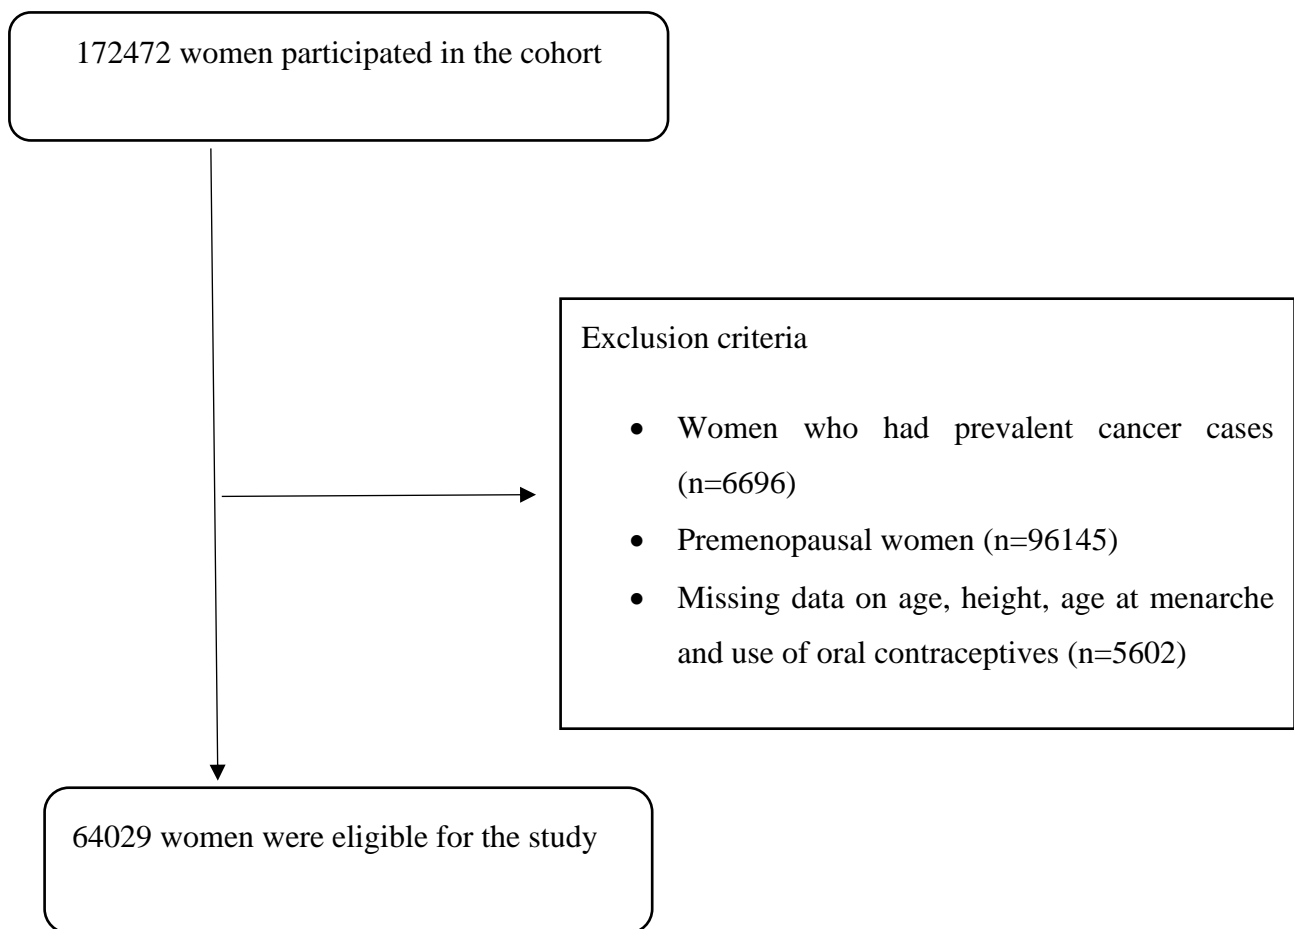 172472 women participated in the cohort
Exclusion criteria
• Women who had prevalent cancer cases
(n=6696)
• Premenopausal women (n=96145)
• Missing data on age, height, age at menarche
and use of oral contraceptives (n=5602)
64029 women were eligible for the study